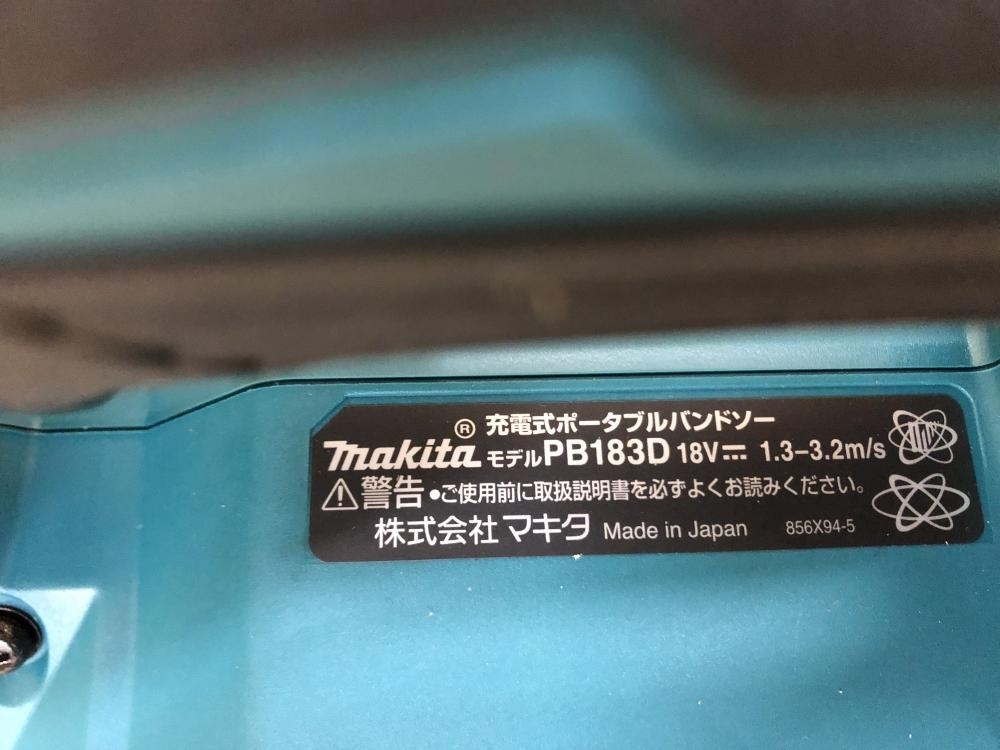 makita® 充電式ポータブルバンドソー
モデルPB183D 18V⎓ 1.3–3.2m/s
⚠警告 •ご使用前に取扱説明書を必ずよくお読みください。
株式会社 マキタ Made in Japan 856X94-5